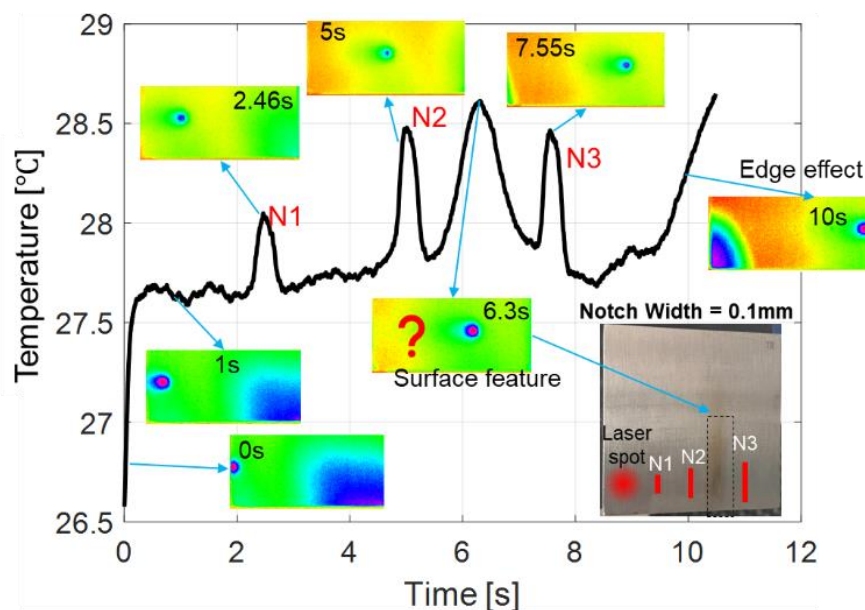 29
28.5
28
27.5
27
26.5
0
2
4
6
8
10
12
Temperature [℃]
Time [s]
5s
7.55s
2.46s
N2
N1
N3
Edge effect
10s
6.3s
?
Surface feature
Notch Width = 0.1mm
1s
0s
Laser
spot
N1
N2
N3